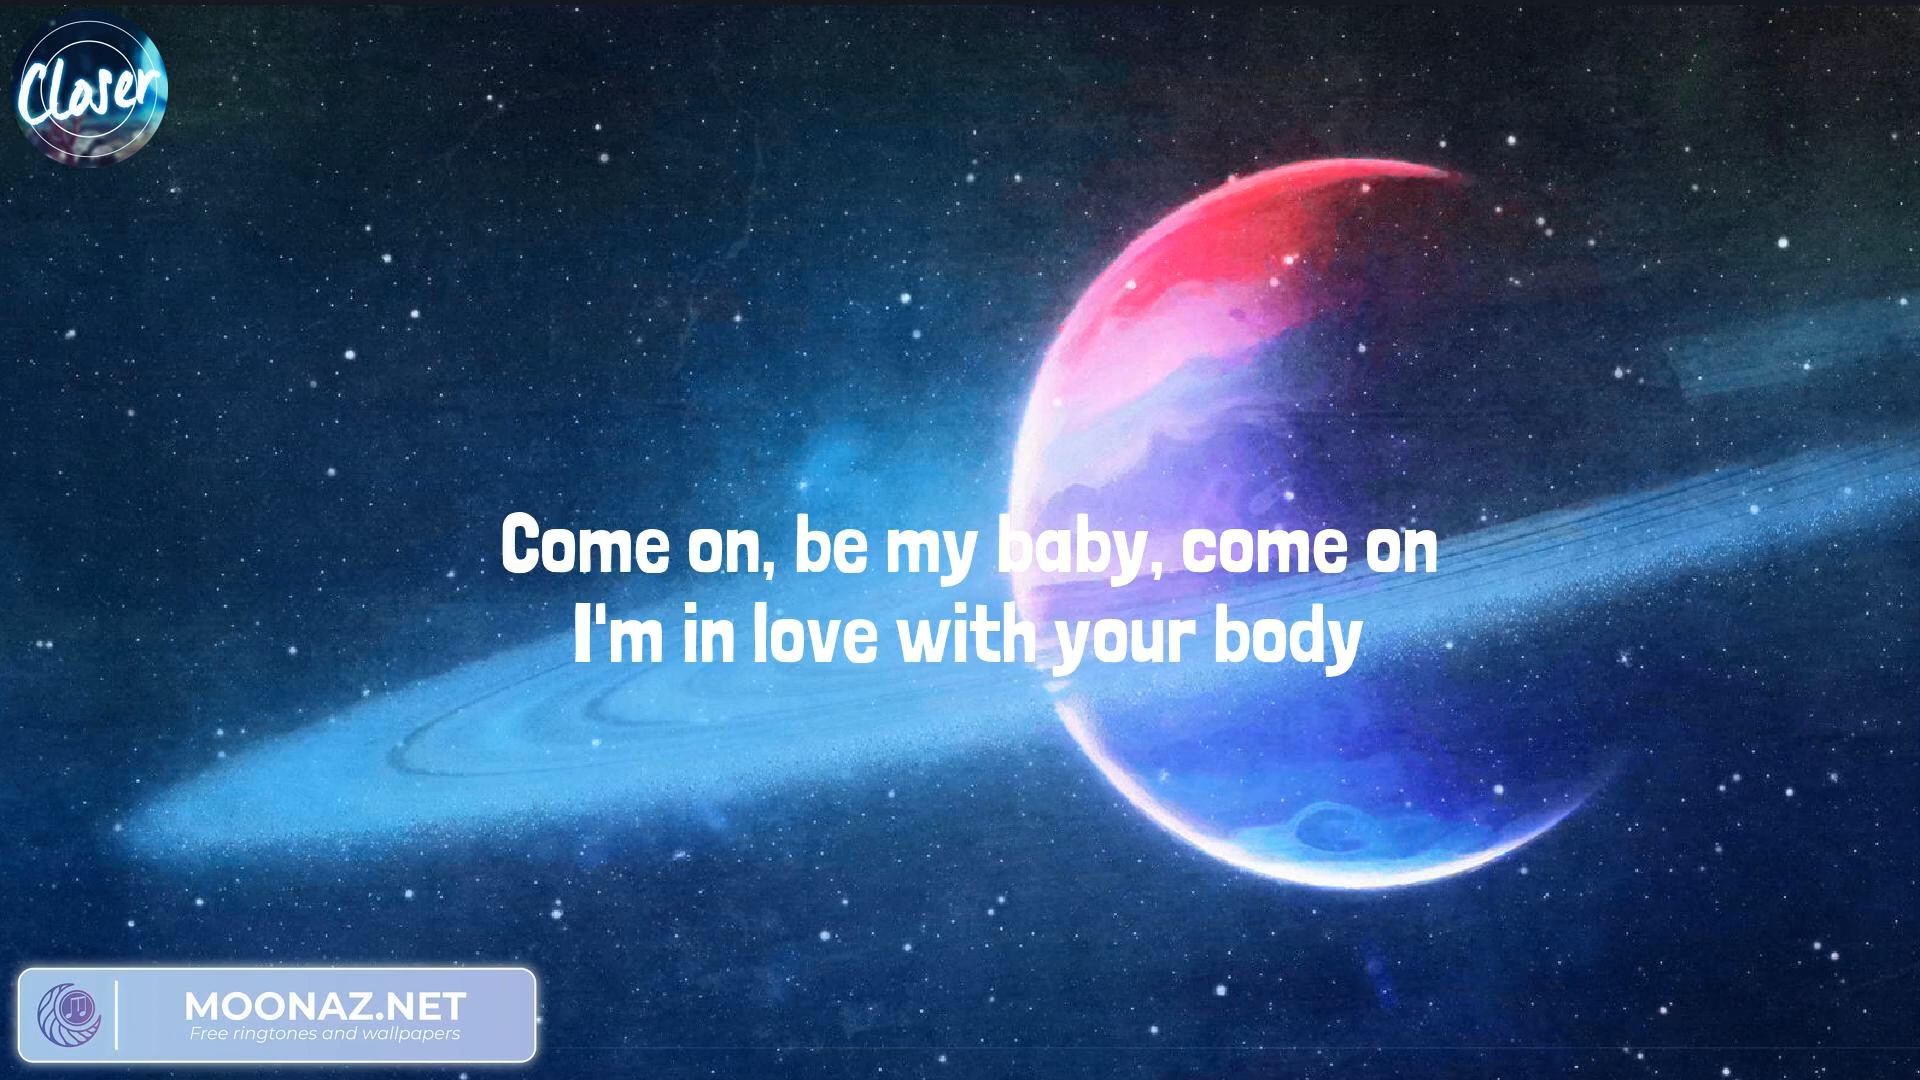 Closer
Come on, be my baby, come on
I'm in love with your body
MOONAZ.NET
Free ringtones and wallpapers